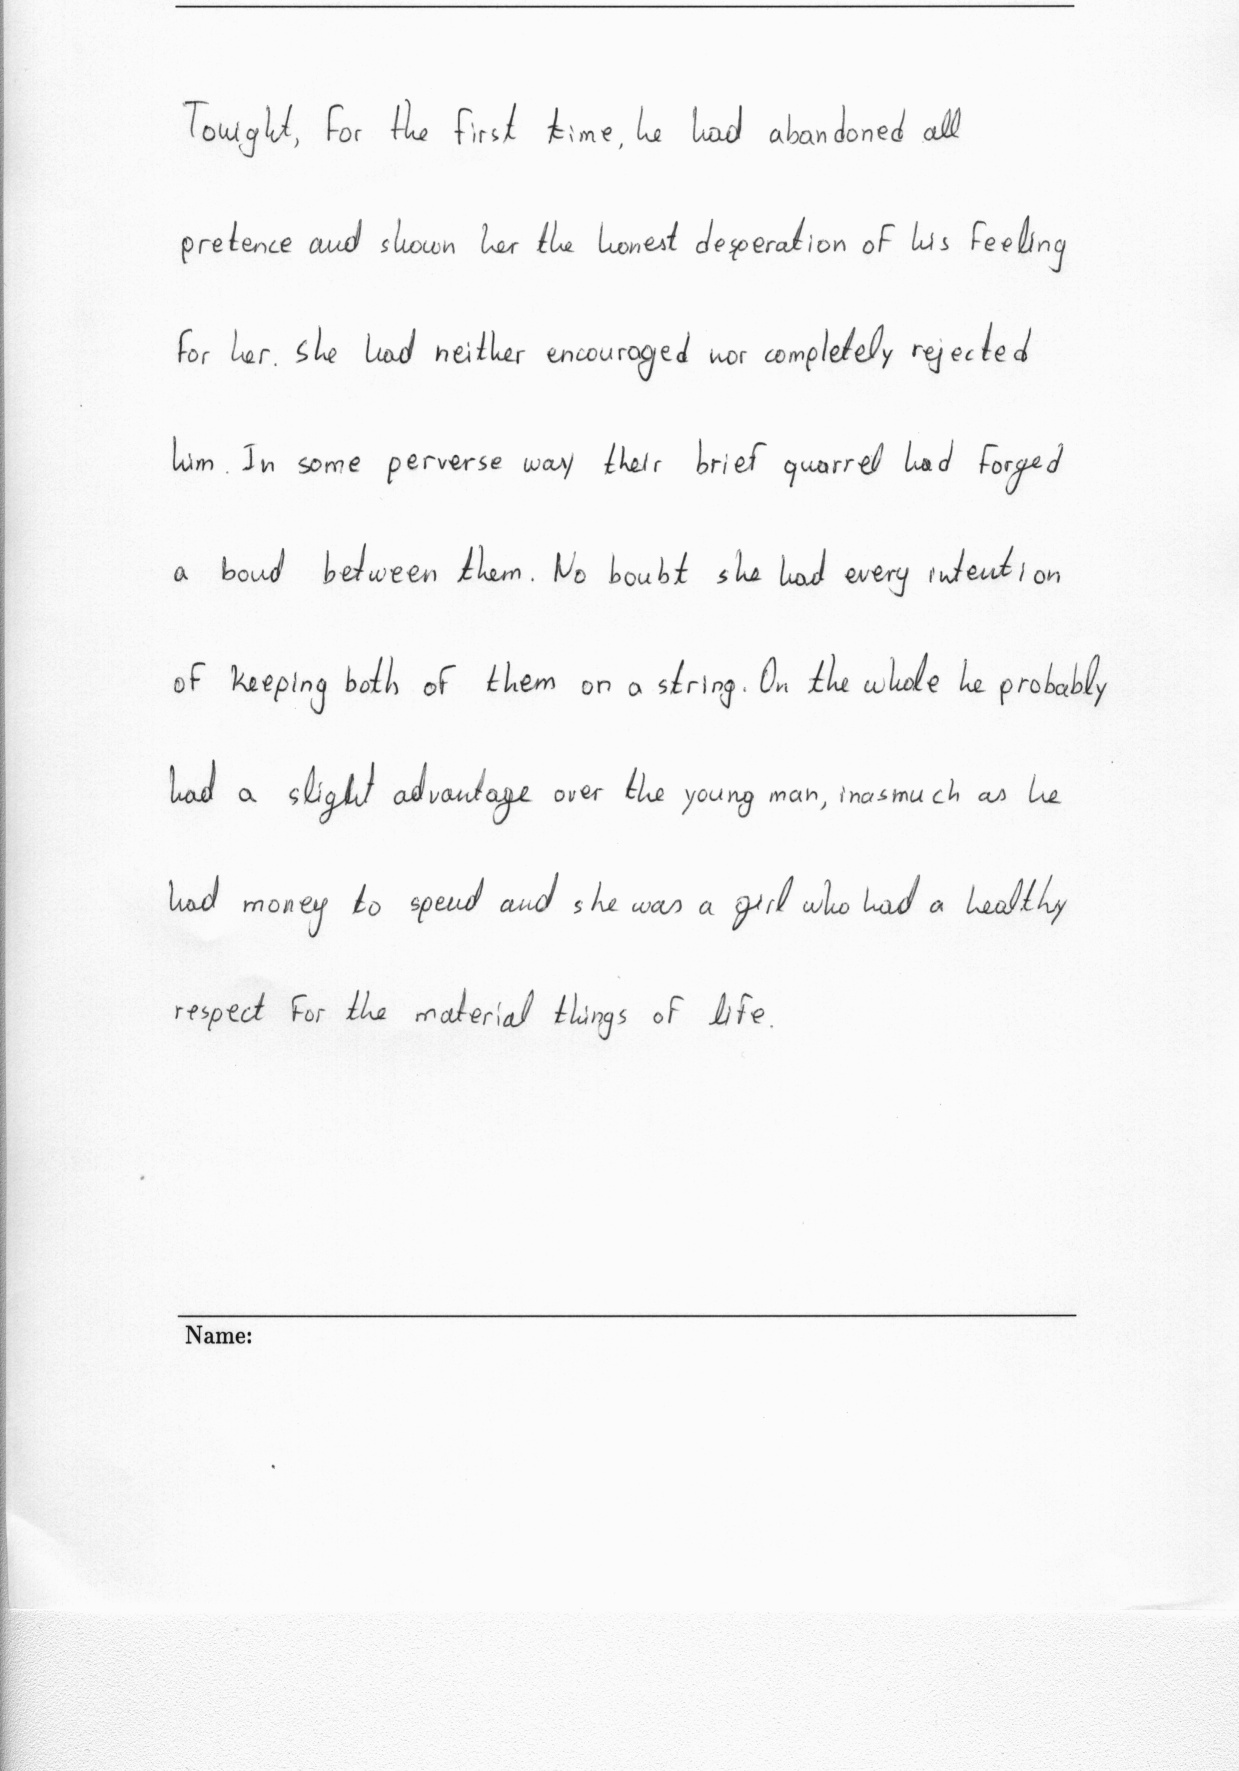 Tonight, for the first time, he had abandoned all
pretence and shown her the honest desperation of his feeling
for her. She had neither encouraged nor completely rejected
him. In some perverse way their brief quarrel had forged
a bond between them. No boubt she had every intention
of keeping both of them on a string. On the whole he probably
had a slight advantage over the young man, inasmuch as he
had money to spend and she was a girl who had a healthy
respect for the material things of life.
Name: